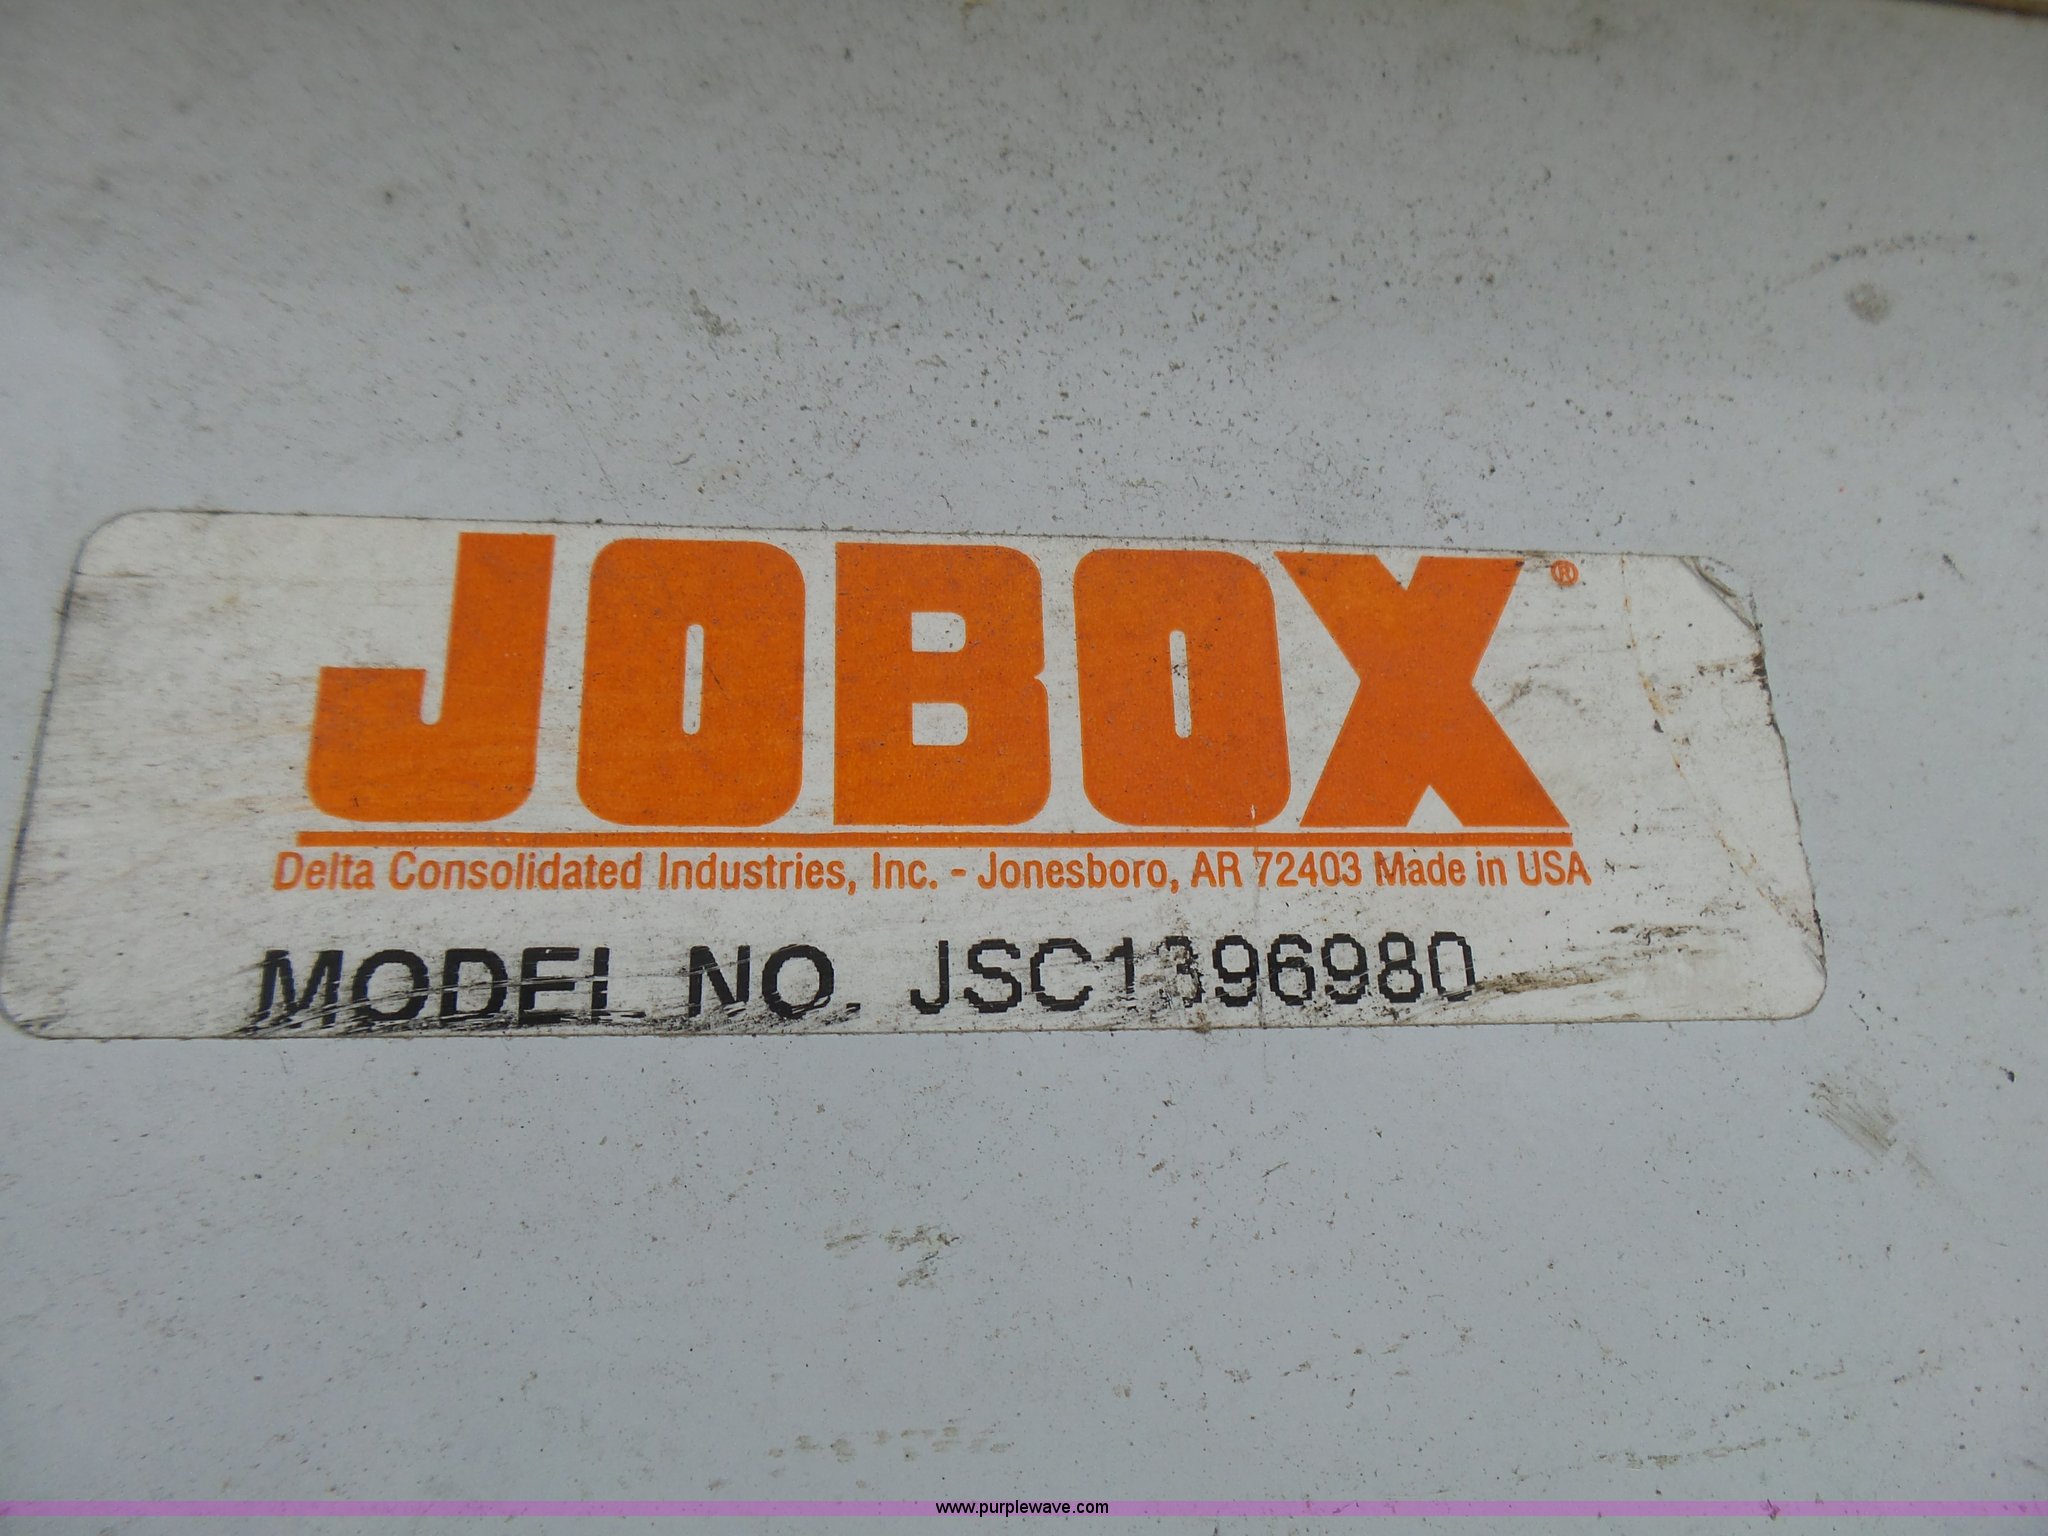 JOBOX®
Delta Consolidated Industries, Inc. - Jonesboro, AR 72403 Made in USA
MODEL NO. JSC1396980
www.purplewave.com